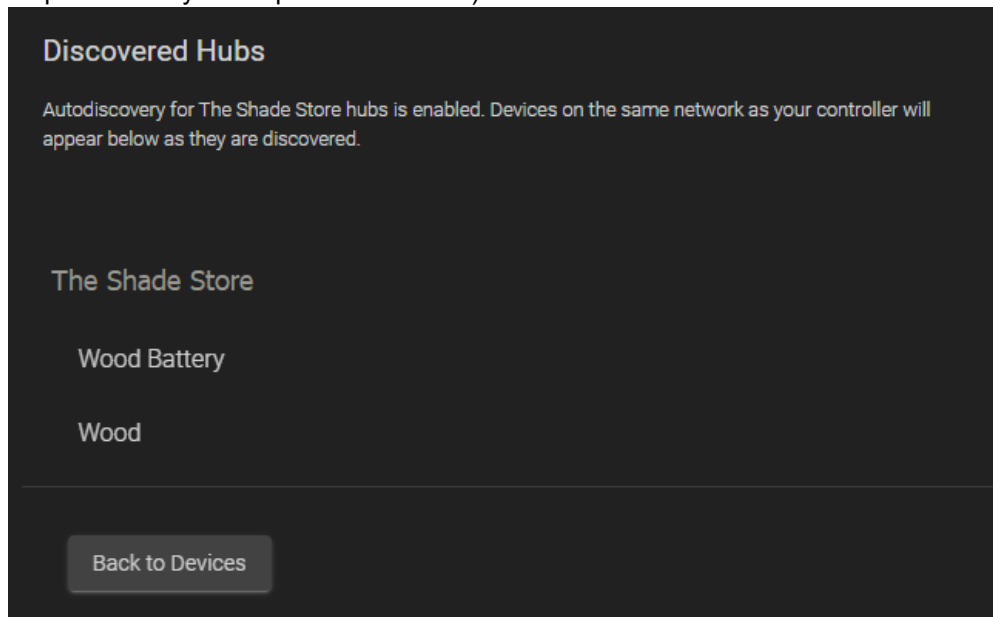 Discovered Hubs
Autodiscovery for The Shade Store hubs is enabled. Devices on the same network as your controller will
appear below as they are discovered.
The Shade Store
Wood Battery
Wood
Back to Devices